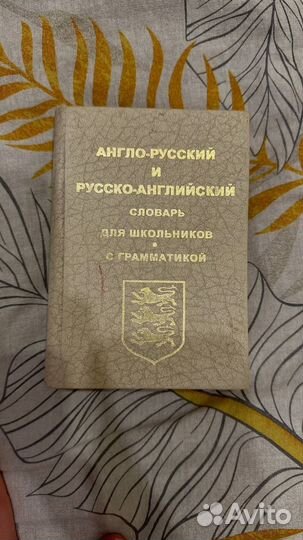 АНГЛО-РУССКИЙ
И
РУССКО-АНГЛИЙСКИЙ
СЛОВАРЬ
ДЛЯ ШКОЛЬНИКОВ
•
С ГРАММАТИКОЙ
Avito